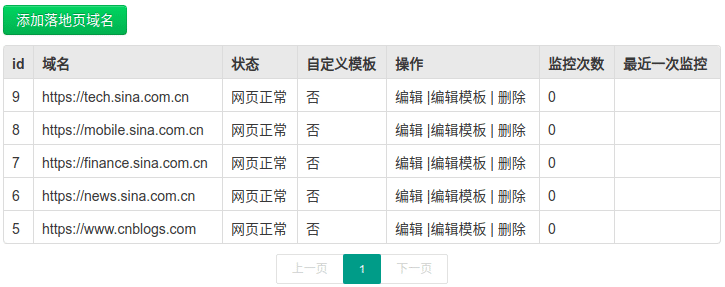 添加落地页域名
id 域名 状态 自定义模板 操作 监控次数 最近一次监控
9 https://tech.sina.com.cn 网页正常 否 编辑 |编辑模板 | 删除 0
8 https://mobile.sina.com.cn 网页正常 否 编辑 |编辑模板 | 删除 0
7 https://finance.sina.com.cn 网页正常 否 编辑 |编辑模板 | 删除 0
6 https://news.sina.com.cn 网页正常 否 编辑 |编辑模板 | 删除 0
5 https://www.cnblogs.com 网页正常 否 编辑 |编辑模板 | 删除 0
上一页 1 下一页